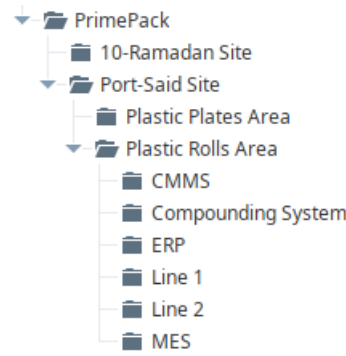 PrimePack
10-Ramadan Site
Port-Said Site
Plastic Plates Area
Plastic Rolls Area
CMMS
Compounding System
ERP
Line 1
Line 2
MES